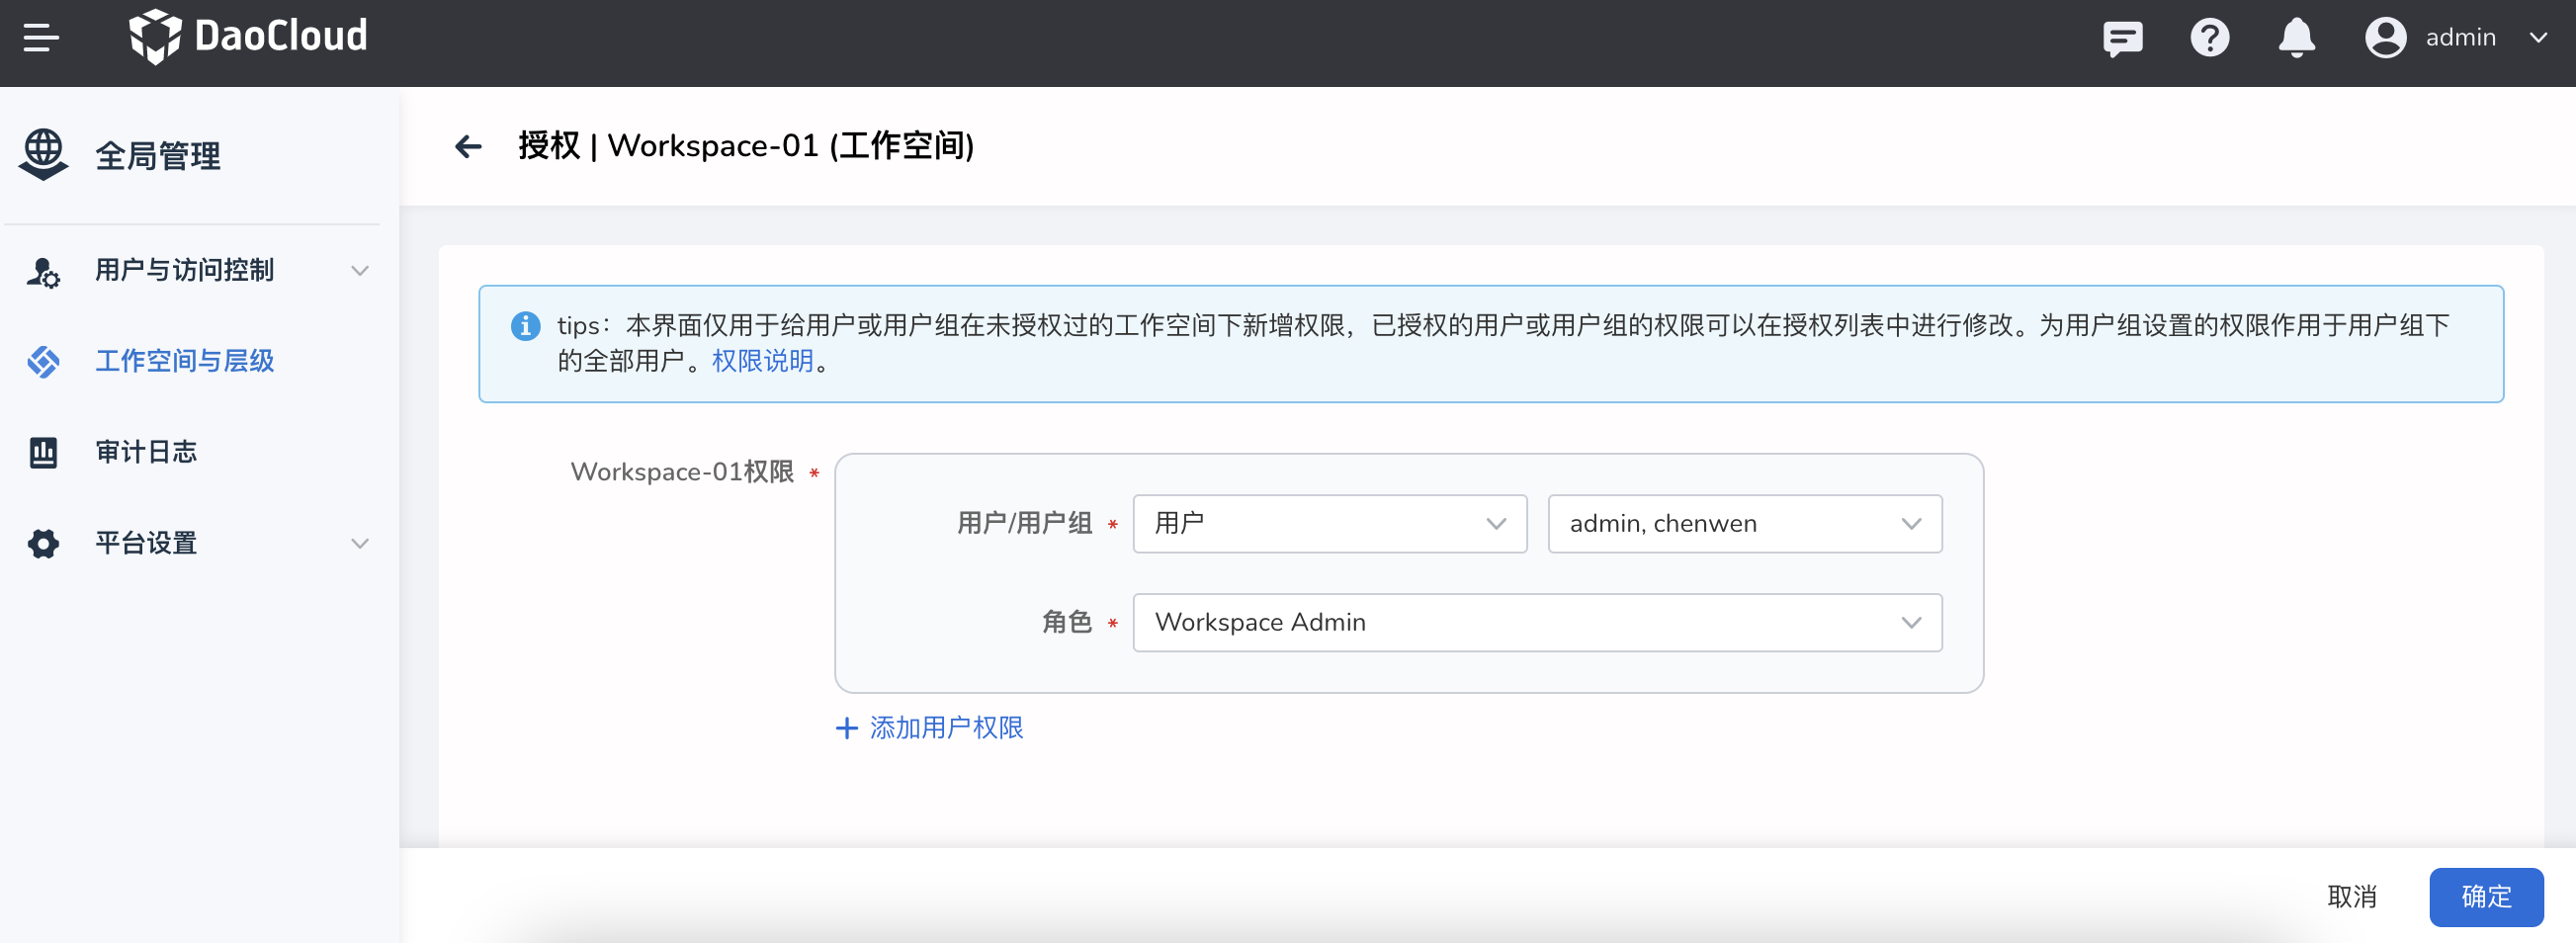 DaoCloud
admin
全局管理
用户与访问控制
工作空间与层级
审计日志
平台设置
授权 | Workspace-01 (工作空间)
tips：本界面仅用于给用户或用户组在未授权过的工作空间下新增权限，已授权的用户或用户组的权限可以在授权列表中进行修改。为用户组设置的权限作用于用户组下
的全部用户。权限说明。
Workspace-01权限 *
用户/用户组 * 用户 admin, chenwen
角色 * Workspace Admin
+ 添加用户权限
取消 确定